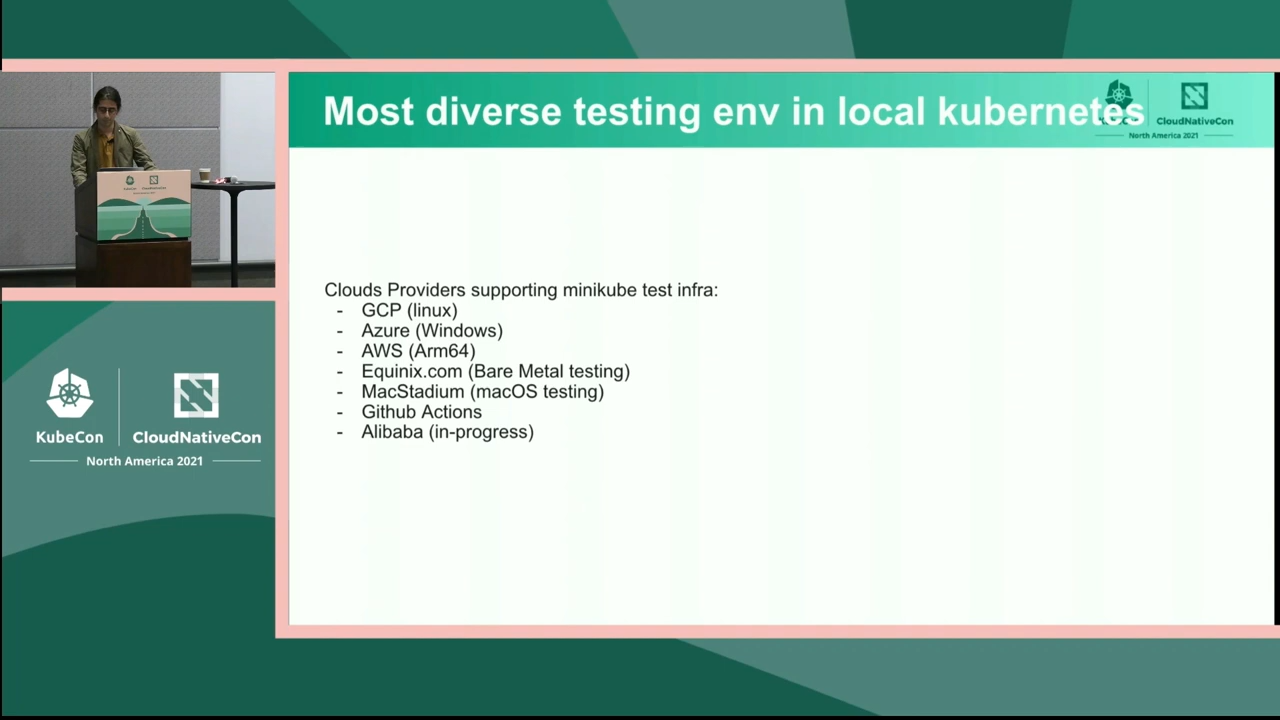 Most diverse testing env in local kubernetes
CloudNativeCon
North America 2021
Clouds Providers supporting minikube test infra:
- GCP (linux)
- Azure (Windows)
- AWS (Arm64)
- Equinix.com (Bare Metal testing)
- MacStadium (macOS testing)
- Github Actions
- Alibaba (in-progress)
KubeCon
CloudNativeCon
North America 2021